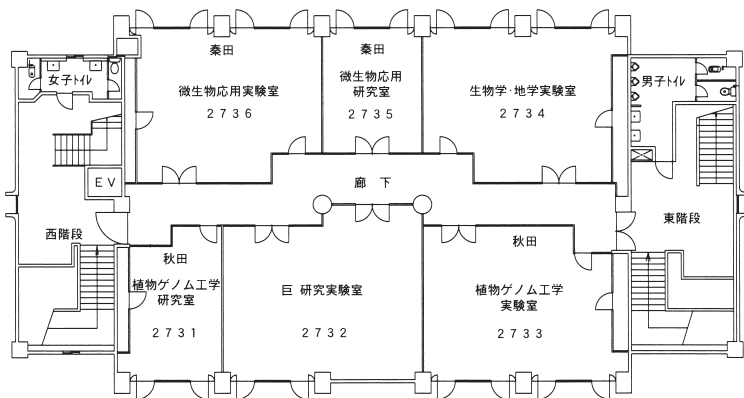 秦田
微生物応用実験室
2736
秦田
微生物応用
研究室
2735
生物学・地学実験室
2734
女子トイレ
男子トイレ
EV
廊 下
西階段
東階段
秋田
植物ゲノム工学
研究室
2731
巨 研究実験室
2732
秋田
植物ゲノム工学
実験室
2733